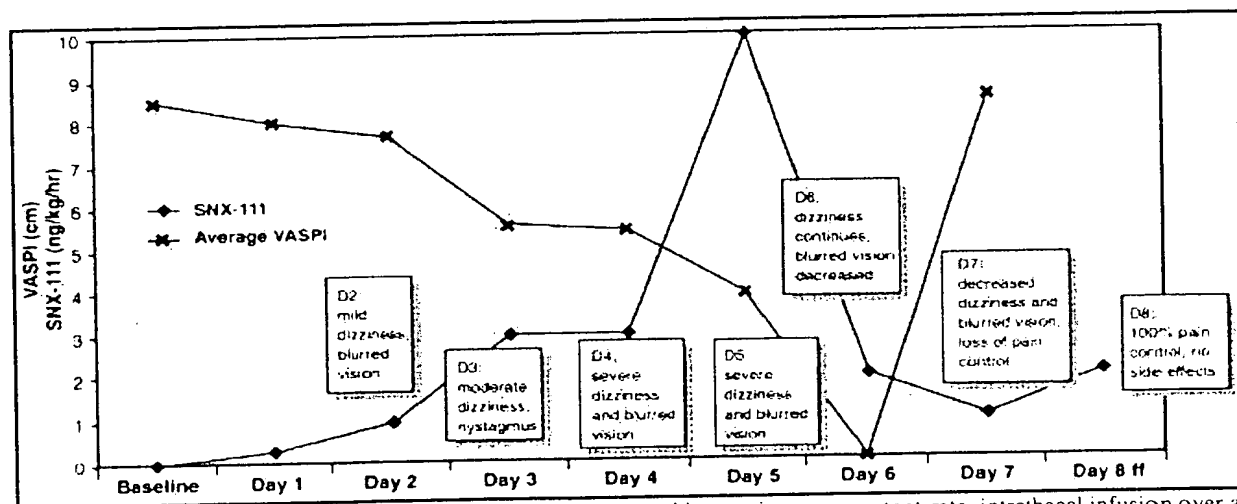 VASPI (cm)
SNX-111 (ng/kg/hr)
10
9
8
7
6
5
4
3
2
1
0
SNX-111
Average VASPI
D2
mild
dizziness,
blurred
vision
D3:
moderate
dizziness,
nystagmus
D4,
severe
dizziness
and blurred
vision
D5
severe
dizziness
and blurred
vision
D6:
dizziness
continues,
blurred vision
decreased
D7:
decreased
dizziness and
blurred vision,
loss of pain
control
D8:
100% pain
control, no
side effects
Baseline
Day 1
Day 2
Day 3
Day 4
Day 5
Day 6
Day 7
Day 8 ff
rate, intrathecal infusion over a